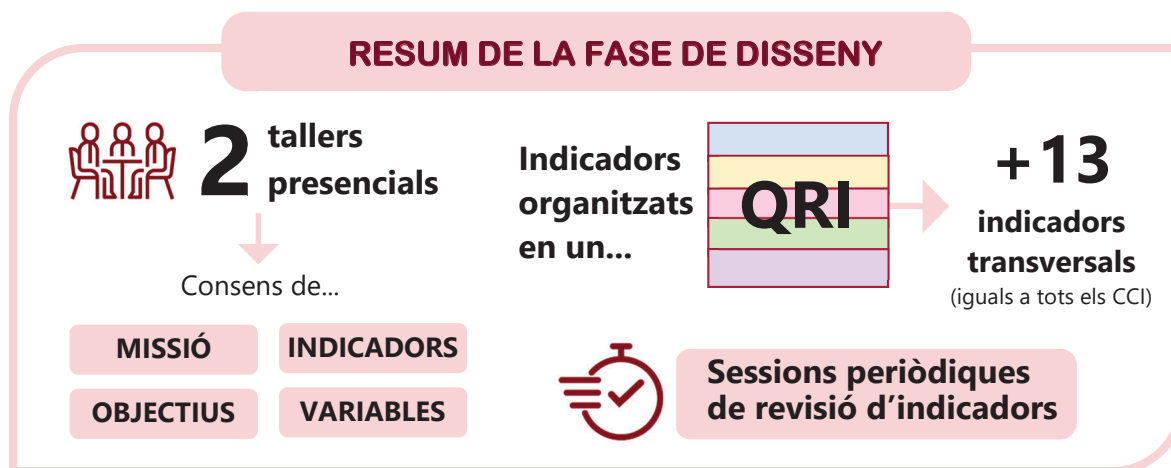 RESUM DE LA FASE DE DISSENY
2 tallers
presencials
Consens de...
MISSIÓ
INDICADORS
OBJECTIUS
VARIABLES
Indicadors
organitzats
en un...
QRI
+13
indicadors
transversals
(iguals a tots els CCI)
Sessions periòdiques
de revisió d’indicadors